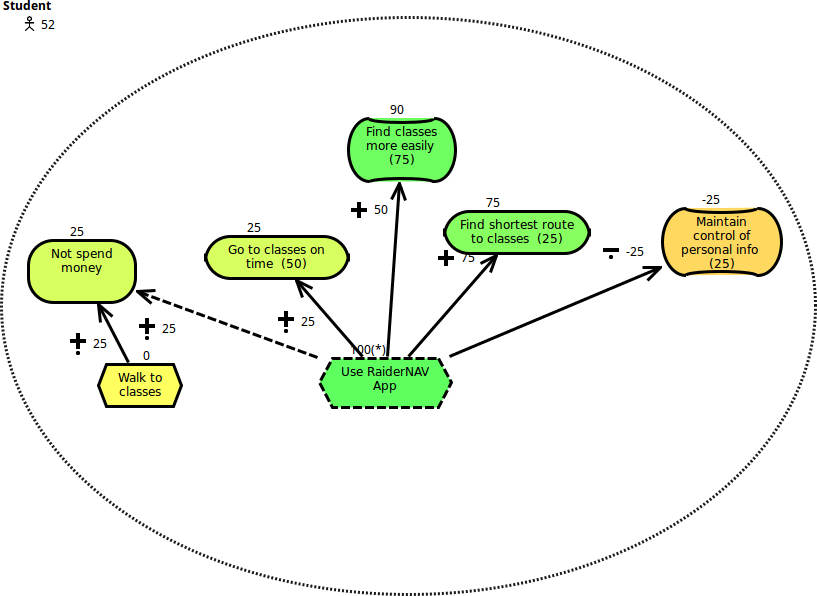 Student
52
90
Find classes
more easily
(75)
50
75
Find shortest route
to classes (25)
75
-25
Maintain
control of
personal info
(25)
-25
25
Go to classes on
time (50)
25
25
Not spend
money
25
25
0
Walk to
classes
100(*)
Use RaiderNAV
App